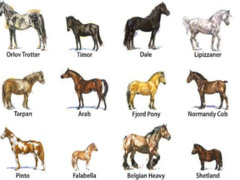 Orlov Trotter Timor Dale Lipizzaner
Tarpan Arab Fjord Pony Normandy Cob
Pinto Falabella Belgian Heavy Shetland